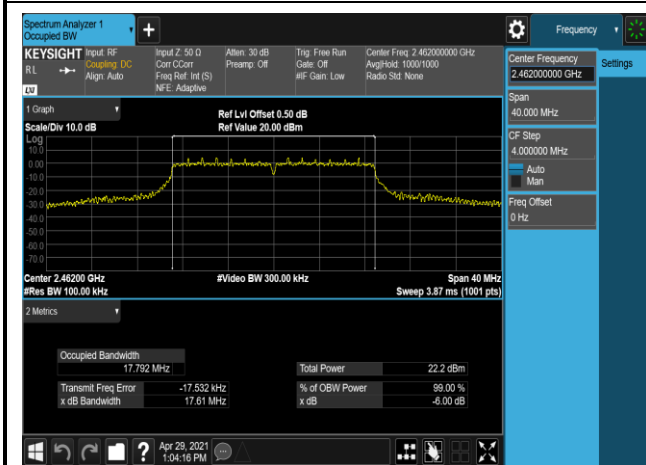 Spectrum Analyzer 1
Occupied BW
+
Frequency
KEYSIGHT
RL
LXI
Input: RF
Coupling: DC
Align: Auto
Input Z: 50 Ω
Corr CCorr
Freq Ref: Int (S)
NFE: Adaptive
Atten: 30 dB
Preamp: Off
Trig: Free Run
Gate: Off
#IF Gain: Low
Center Freq: 2.462000000 GHz
Avg|Hold: 1000/1000
Radio Std: None
Center Frequency
2.462000000 GHz
Settings
Span
40.000 MHz
CF Step
4.000000 MHz
Auto
Man
Freq Offset
0 Hz
1 Graph
Scale/Div 10.0 dB
Ref Lvl Offset 0.50 dB
Ref Value 20.00 dBm
Log
10.0
0.00
-10.0
-20.0
-30.0
-40.0
-50.0
-60.0
-70.0
Center 2.46200 GHz
#Video BW 300.00 kHz
Span 40 MHz
#Res BW 100.00 kHz
Sweep 3.87 ms (1001 pts)
2 Metrics
Occupied Bandwidth
17.792 MHz
Total Power 22.2 dBm
Transmit Freq Error -17.532 kHz
% of OBW Power 99.00 %
x dB Bandwidth 17.61 MHz
x dB -6.00 dB
?
Apr 29, 2021
1:04:16 PM